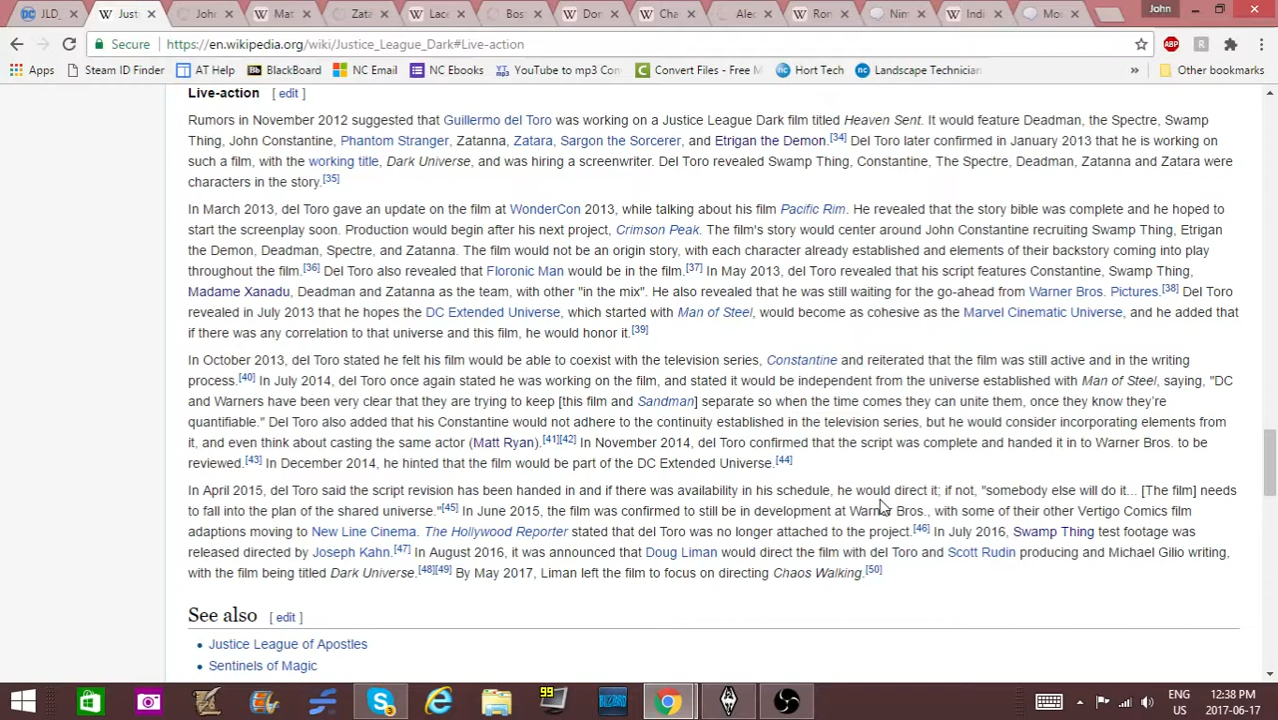 JLD_
Just
John
Mat
Zata
Lace
Bos
Don
Cha
Alec
Ron
Nim
Indi
Mos
John
Secure https://en.wikipedia.org/wiki/Justice_League_Dark#Live-action
ABP
R
Apps Steam ID Finder AT Help BlackBoard NC Email NC Ebooks YouTube to mp3 Con Convert Files - Free M Hort Tech Landscape Technician » Other bookmarks
Live-action [ edit ]
Rumors in November 2012 suggested that Guillermo del Toro was working on a Justice League Dark film titled Heaven Sent. It would feature Deadman, the Spectre, Swamp
Thing, John Constantine, Phantom Stranger, Zatanna, Zatara, Sargon the Sorcerer, and Etrigan the Demon.[34] Del Toro later confirmed in January 2013 that he is working on
such a film, with the working title, Dark Universe, and was hiring a screenwriter. Del Toro revealed Swamp Thing, Constantine, The Spectre, Deadman, Zatanna and Zatara were
characters in the story.[35]
In March 2013, del Toro gave an update on the film at WonderCon 2013, while talking about his film Pacific Rim. He revealed that the story bible was complete and he hoped to
start the screenplay soon. Production would begin after his next project, Crimson Peak. The film's story would center around John Constantine recruiting Swamp Thing, Etrigan
the Demon, Deadman, Spectre, and Zatanna. The film would not be an origin story, with each character already established and elements of their backstory coming into play
throughout the film.[36] Del Toro also revealed that Floronic Man would be in the film.[37] In May 2013, del Toro revealed that his script features Constantine, Swamp Thing,
Madame Xanadu, Deadman and Zatanna as the team, with other "in the mix". He also revealed that he was still waiting for the go-ahead from Warner Bros. Pictures.[38] Del Toro
revealed in July 2013 that he hopes the DC Extended Universe, which started with Man of Steel, would become as cohesive as the Marvel Cinematic Universe, and he added that
if there was any correlation to that universe and this film, he would honor it.[39]
In October 2013, del Toro stated he felt his film would be able to coexist with the television series, Constantine and reiterated that the film was still active and in the writing
process.[40] In July 2014, del Toro once again stated he was working on the film, and stated it would be independent from the universe established with Man of Steel, saying, "DC
and Warners have been very clear that they are trying to keep [this film and Sandman] separate so when the time comes they can unite them, once they know they're
quantifiable." Del Toro also added that his Constantine would not adhere to the continuity established in the television series, but he would consider incorporating elements from
it, and even think about casting the same actor (Matt Ryan).[41][42] In November 2014, del Toro confirmed that the script was complete and handed it in to Warner Bros. to be
reviewed.[43] In December 2014, he hinted that the film would be part of the DC Extended Universe.[44]
In April 2015, del Toro said the script revision has been handed in and if there was availability in his schedule, he would direct it; if not, "somebody else will do it... [The film] needs
to fall into the plan of the shared universe."[45] In June 2015, the film was confirmed to still be in development at Warner Bros., with some of their other Vertigo Comics film
adaptions moving to New Line Cinema. The Hollywood Reporter stated that del Toro was no longer attached to the project.[46] In July 2016, Swamp Thing test footage was
released directed by Joseph Kahn.[47] In August 2016, it was announced that Doug Liman would direct the film with del Toro and Scott Rudin producing and Michael Gilio writing,
with the film being titled Dark Universe.[48][49] By May 2017, Liman left the film to focus on directing Chaos Walking.[50]
See also [ edit ]
Justice League of Apostles
Sentinels of Magic
99
BLIZZARD
ENG 12:38 PM
US 2017-06-17